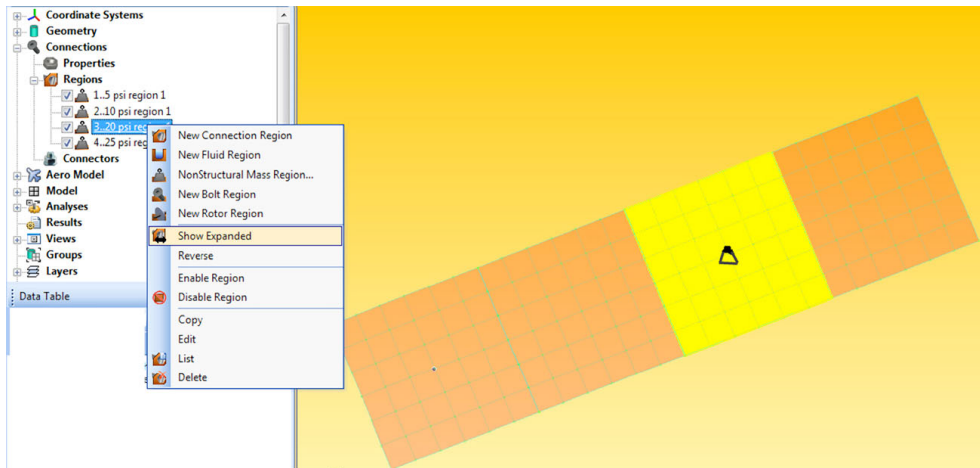 Coordinate Systems
Geometry
Connections
Properties
Regions
1..5 psi region 1
2..10 psi region 1
3..20 psi reg
4..25 psi reg
Connectors
Aero Model
Model
Analyses
Results
Views
Groups
Layers
Data Table
New Connection Region
New Fluid Region
NonStructural Mass Region...
New Bolt Region
New Rotor Region
Show Expanded
Reverse
Enable Region
Disable Region
Copy
Edit
List
Delete